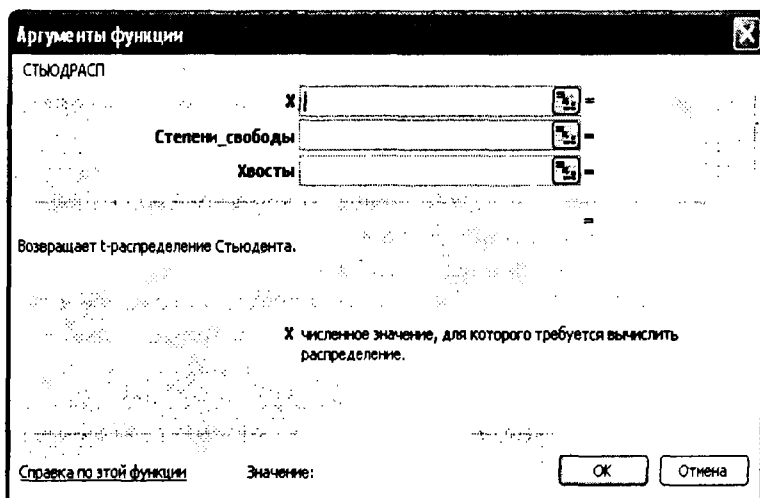 Аргументы функции
СТЬЮДРАСП
X =
Степени_свободы =
Хвосты =
=
Возвращает t-распределение Стьюдента.
X численное значение, для которого требуется вычислить
распределение.
Справка по этой функции Значение: OK Отмена